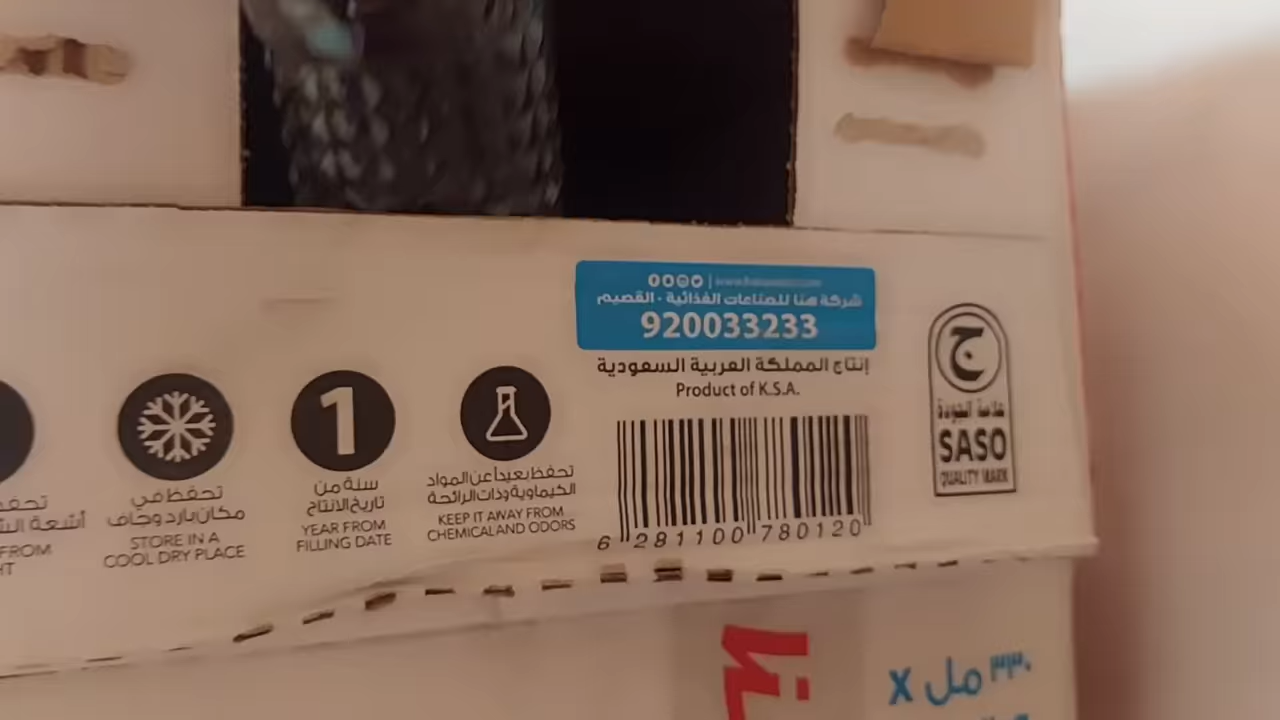 شركة هنا للصناعات الغذائية - القصيم
920033233
إنتاج المملكة العربية السعودية
Product of K.S.A.
6 281100 780120
ج
علامة الجودة
SASO
QUALITY MARK
تحفظ بعيداً عن المواد
الكيماوية وذات الرائحة
KEEP IT AWAY FROM
CHEMICAL AND ODORS
1
سنة من
تاريخ الانتاج
YEAR FROM
FILLING DATE
تحفظ في
مكان بارد وجاف
STORE IN A
COOL DRY PLACE
أشعة
FROM
٣٣٠ مل X